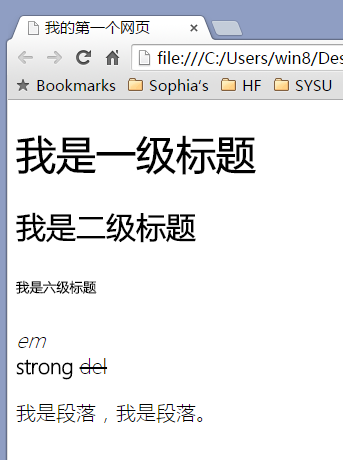 我的第一个网页
file:///C:/Users/win8/Des
Bookmarks Sophia's HF SYSU
我是一级标题
我是二级标题
我是六级标题
em
strong del
我是段落，我是段落。